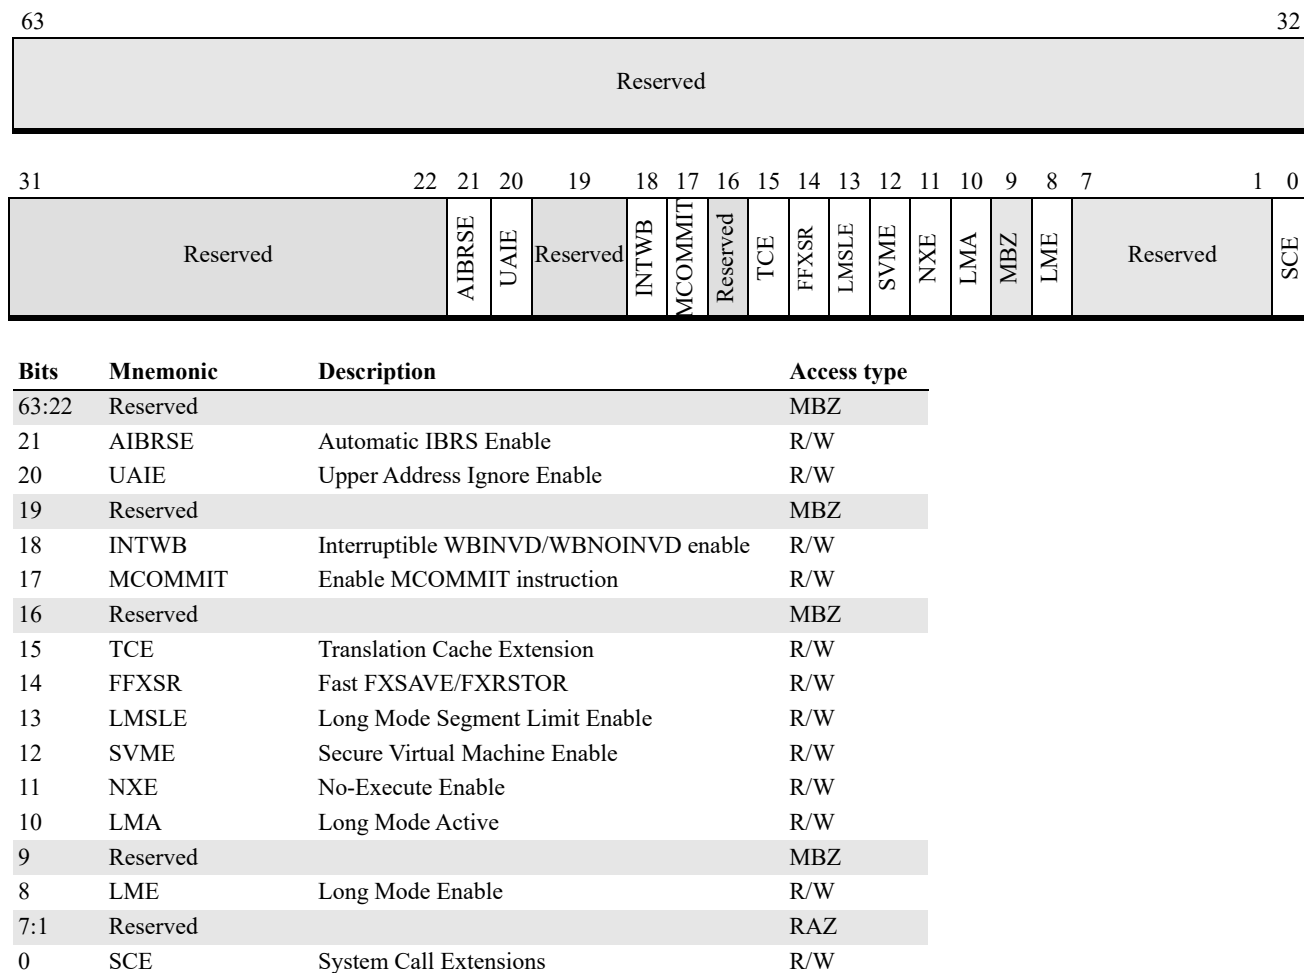 63 32
Reserved
31 22 21 20 19 18 17 16 15 14 13 12 11 10 9 8 7 1 0
Reserved AIBRSE UAIE Reserved INTWB MCOMMIT Reserved TCE FFXSR LMSLE SVME NXE LMA MBZ LME Reserved SCE
Bits Mnemonic Description Access type
63:22 Reserved MBZ
21 AIBRSE Automatic IBRS Enable R/W
20 UAIE Upper Address Ignore Enable R/W
19 Reserved MBZ
18 INTWB Interruptible WBINVD/WBNOINVD enable R/W
17 MCOMMIT Enable MCOMMIT instruction R/W
16 Reserved MBZ
15 TCE Translation Cache Extension R/W
14 FFXSR Fast FXSAVE/FXRSTOR R/W
13 LMSLE Long Mode Segment Limit Enable R/W
12 SVME Secure Virtual Machine Enable R/W
11 NXE No-Execute Enable R/W
10 LMA Long Mode Active R/W
9 Reserved MBZ
8 LME Long Mode Enable R/W
7:1 Reserved RAZ
0 SCE System Call Extensions R/W